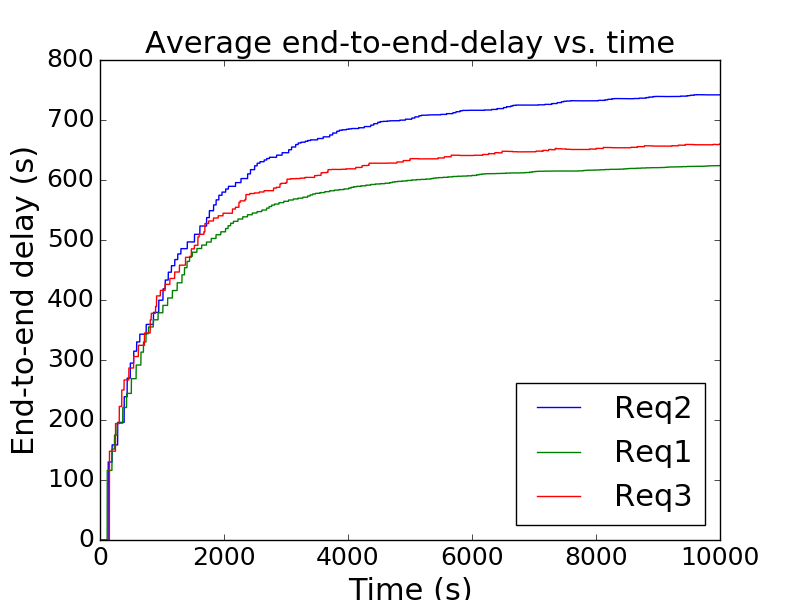 Average end-to-end-delay vs. time
800
700
600
500
400
300
200
100
0
End-to-end delay (s)
0 2000 4000 6000 8000 10000
Time (s)
Req2
Req1
Req3